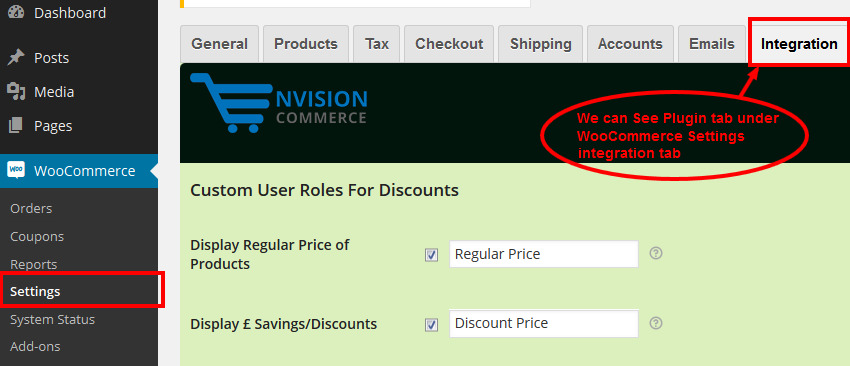 Dashboard
Posts
Media
Pages
WooCommerce
Orders
Coupons
Reports
Settings
System Status
Add-ons
General Products Tax Checkout Shipping Accounts Emails Integration
NVISION
COMMERCE
We can See Plugin tab under
WooCommerce Settings
integration tab
Custom User Roles For Discounts
Display Regular Price of
Products
Regular Price
Display £ Savings/Discounts
Discount Price